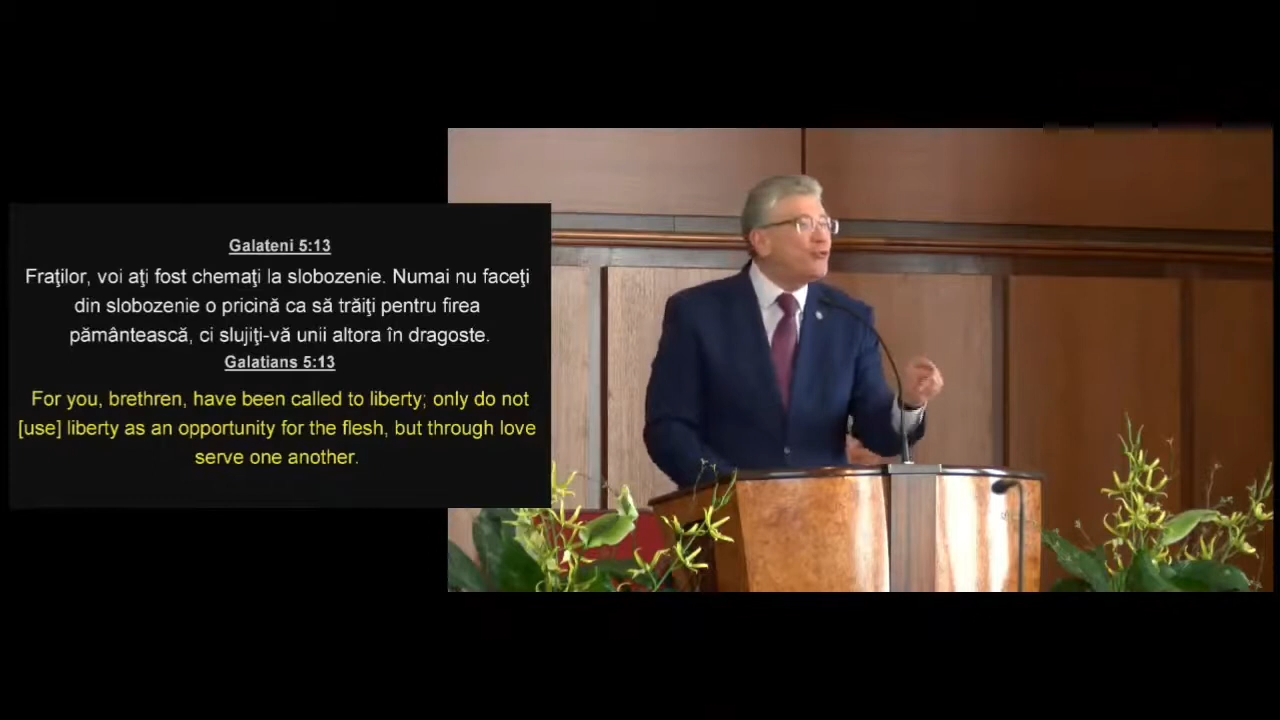 Galateni 5:13
Fraţilor, voi aţi fost chemaţi la slobozenie. Numai nu faceţi
din slobozenie o pricină ca să trăiţi pentru firea
pământească, ci slujiţi-vă unii altora în dragoste.
Galatians 5:13
For you, brethren, have been called to liberty; only do not
[use] liberty as an opportunity for the flesh, but through love
serve one another.